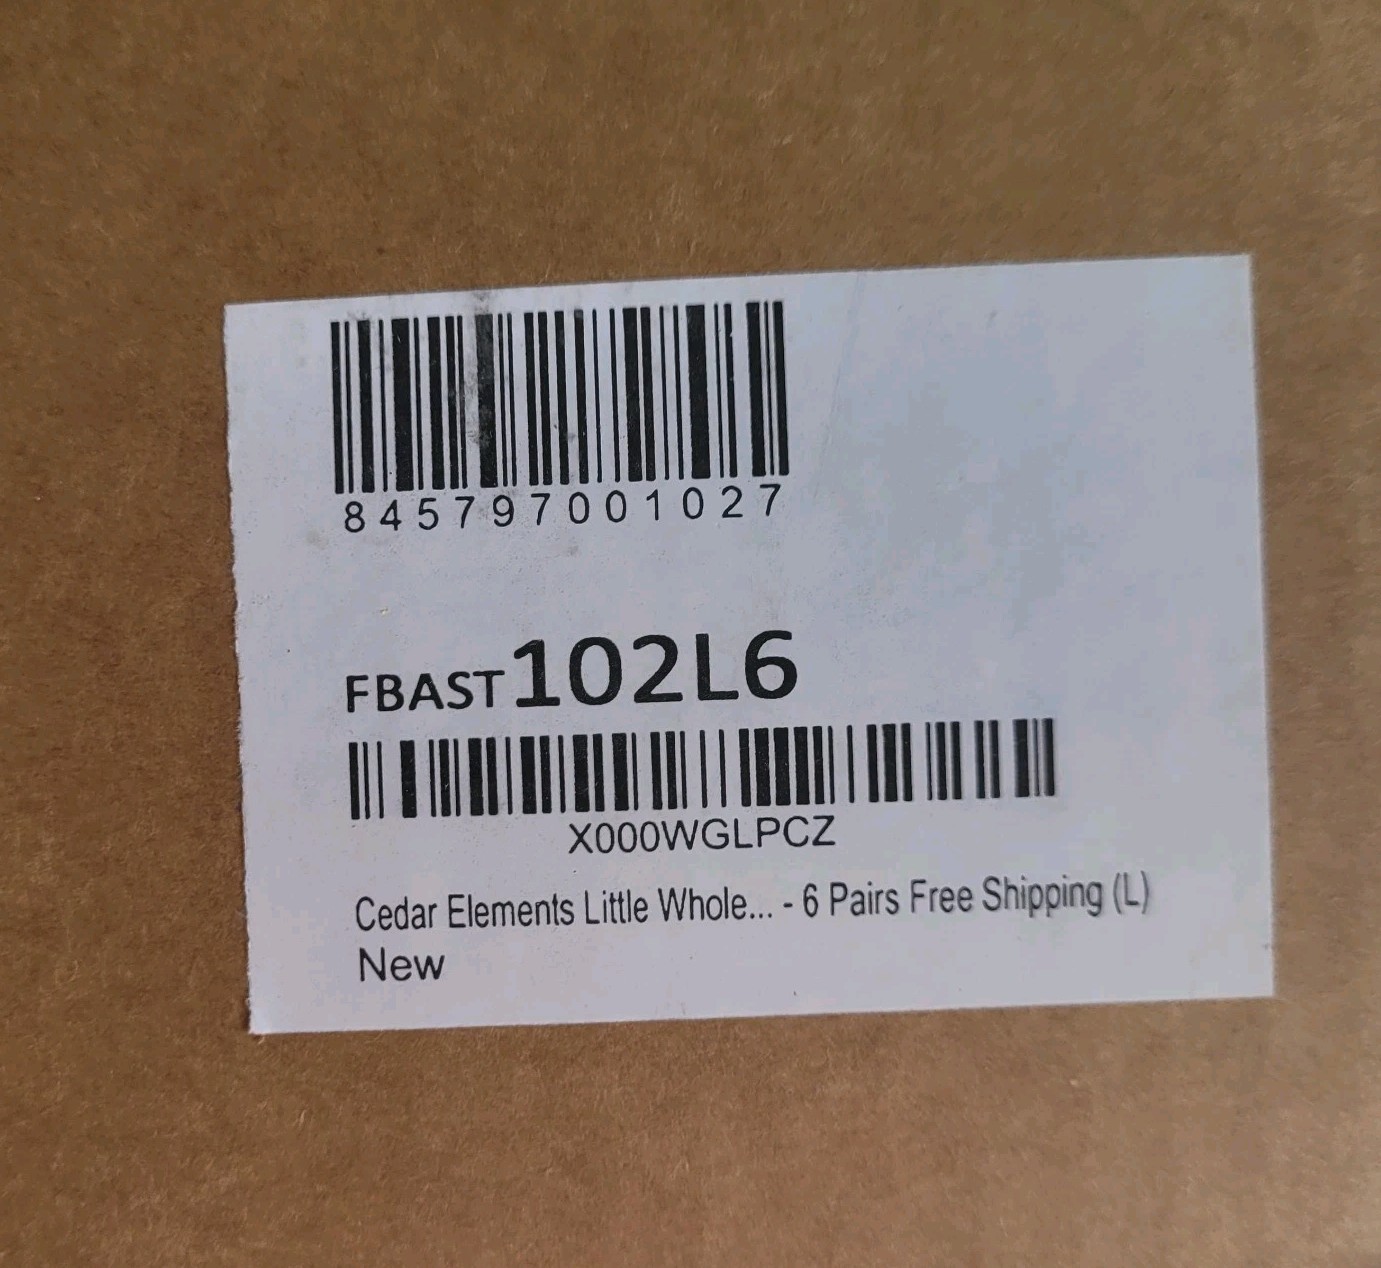 845797001027
FBAST102L6
X000WGLPCZ
Cedar Elements Little Whole... - 6 Pairs Free Shipping (L)
New